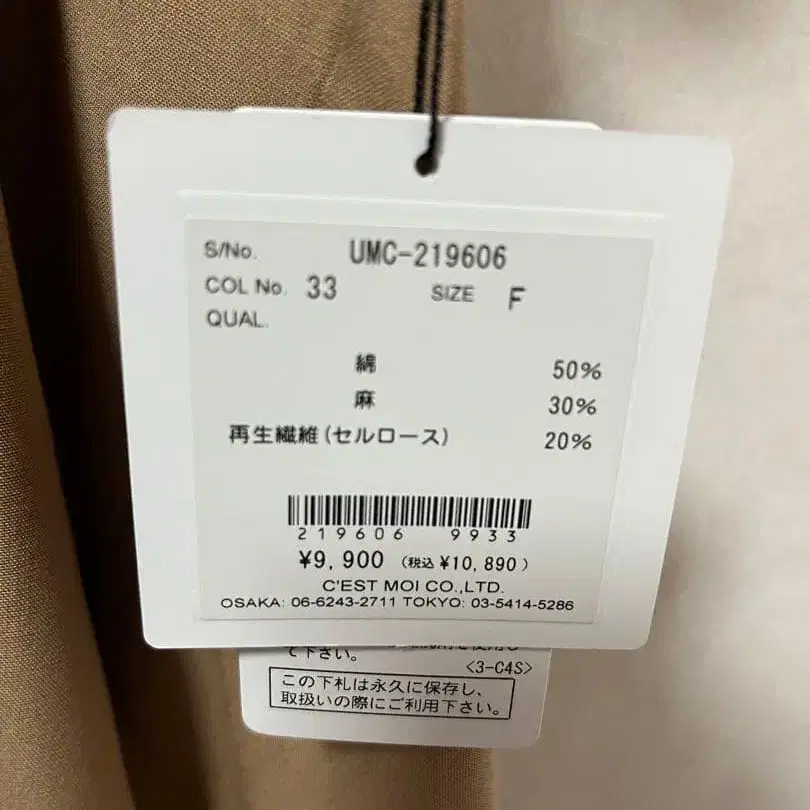 S/No. UMC-219606
COL No. 33 SIZE F
QUAL.
綿 50%
麻 30%
再生繊維(セルロース) 20%
219606 9933
¥9,900 (税込¥10,890)
C'EST MOI CO.,LTD.
OSAKA: 06-6243-2711 TOKYO: 03-5414-5286
て下さい。
<3-C4S>
この下札は永久に保存し、
取扱いの際にご利用下さい。